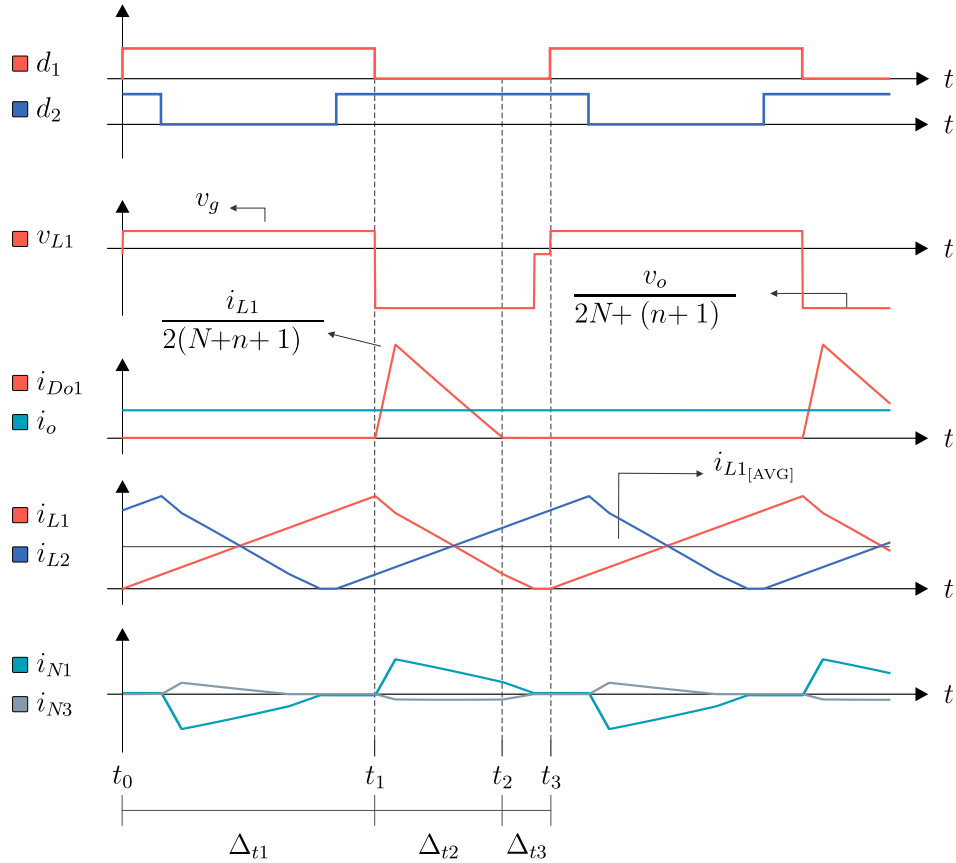 d1
t
d2
t
vg
vL1
t
iL1
2(N+n+1)
vo
2N+ (n+1)
iDo1
io
t
iL1[AVG]
iL1
iL2
t
iN1
iN3
t
t0 t1 t2 t3
Δt1 Δt2 Δt3